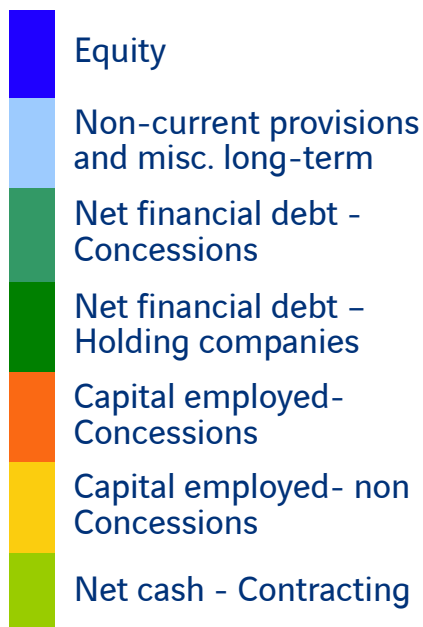 Equity
Non-current provisions
and misc. long-term
Net financial debt -
Concessions
Net financial debt –
Holding companies
Capital employed-
Concessions
Capital employed- non
Concessions
Net cash - Contracting